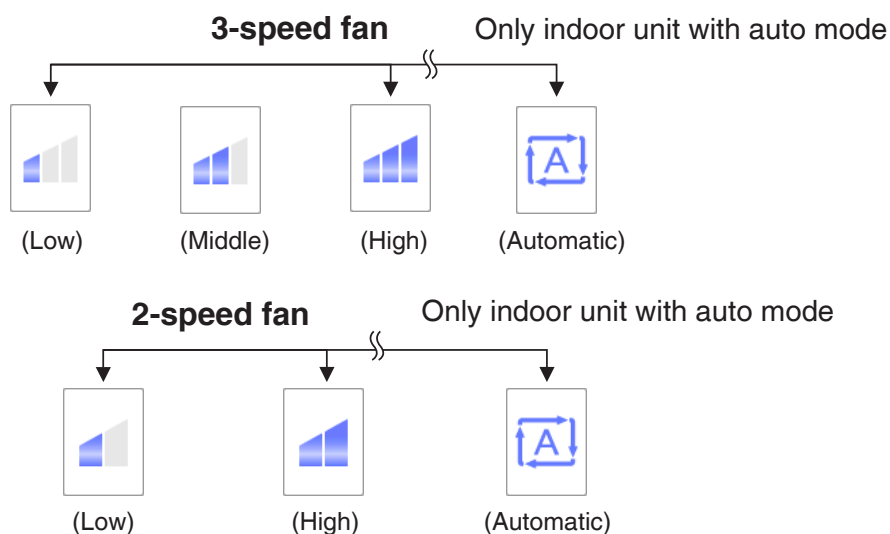 3-speed fan Only indoor unit with auto mode
A
(Low) (Middle) (High) (Automatic)
2-speed fan Only indoor unit with auto mode
A
(Low) (High) (Automatic)